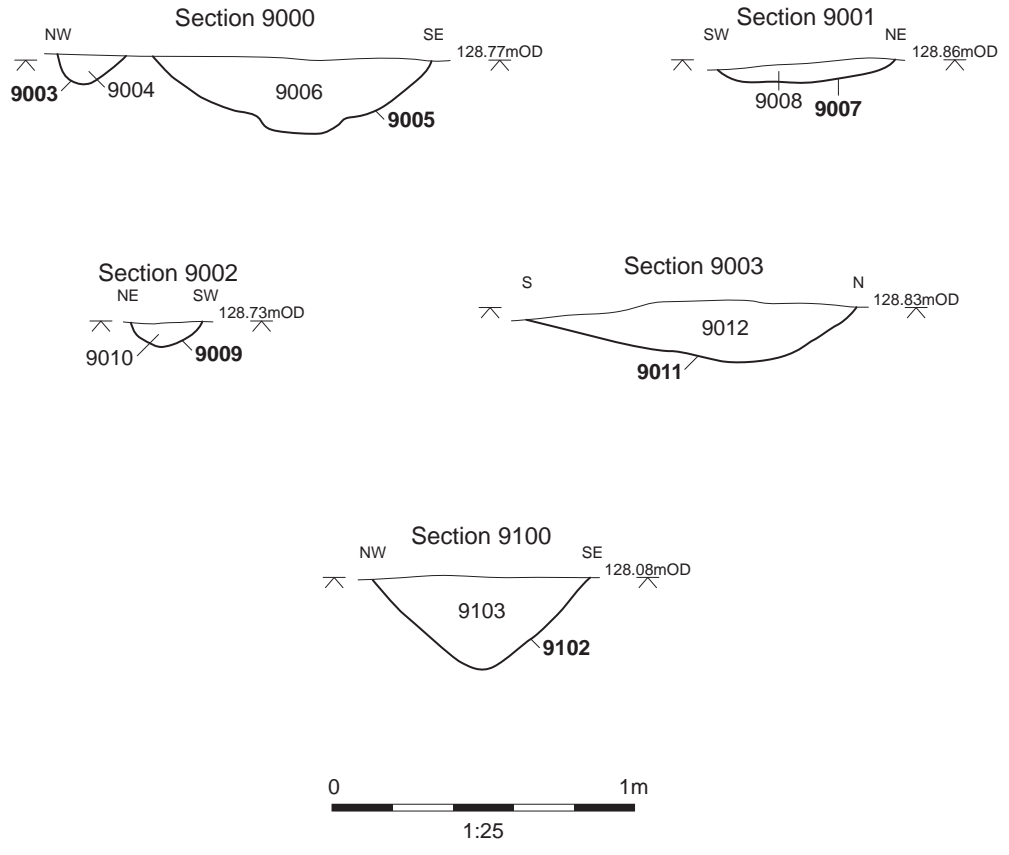 Section 9000
NW SE
128.77mOD
9003 9004 9006 9005
Section 9001
SW NE
128.86mOD
9008 9007
Section 9002
NE SW
128.73mOD
9010 9009
Section 9003
S N
128.83mOD
9012
9011
Section 9100
NW SE
128.08mOD
9103
9102
0 1m
1:25